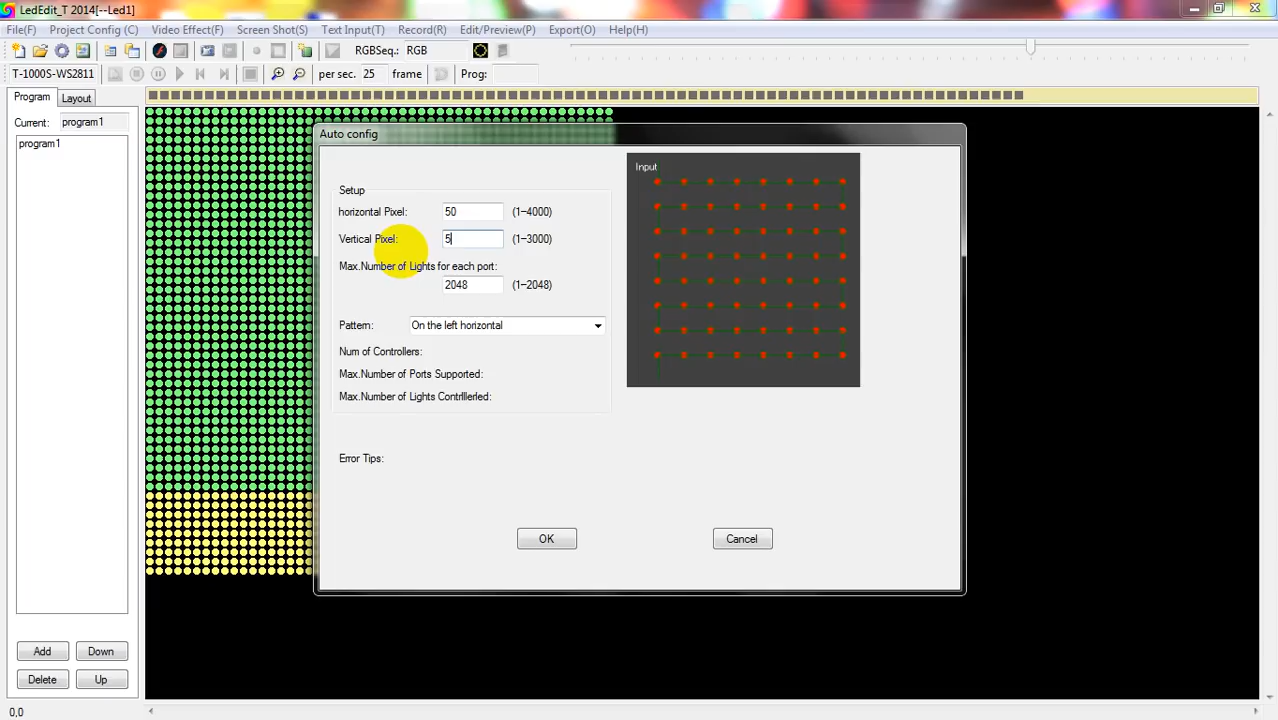 LedEdit_T 2014[--Led1]
File(F) Project Config (C) Video Effect(F) Screen Shot(S) Text Input(T) Record(R) Edit/Preview(P) Export(O) Help(H)
RGBSeq.: RGB
T-1000S-WS2811 per sec. 25 frame Prog:
Program Layout
Current: program1
program1
Auto config
Setup
horizontal Pixel: 50 (1-4000)
Vertical Pixel: 5 (1-3000)
Max.Number of Lights for each port:
2048 (1-2048)
Pattern: On the left horizontal
Num of Controllers:
Max.Number of Ports Supported:
Max.Number of Lights Contrlllerled:
Error Tips:
OK Cancel
Input
Add Down
Delete Up
0,0